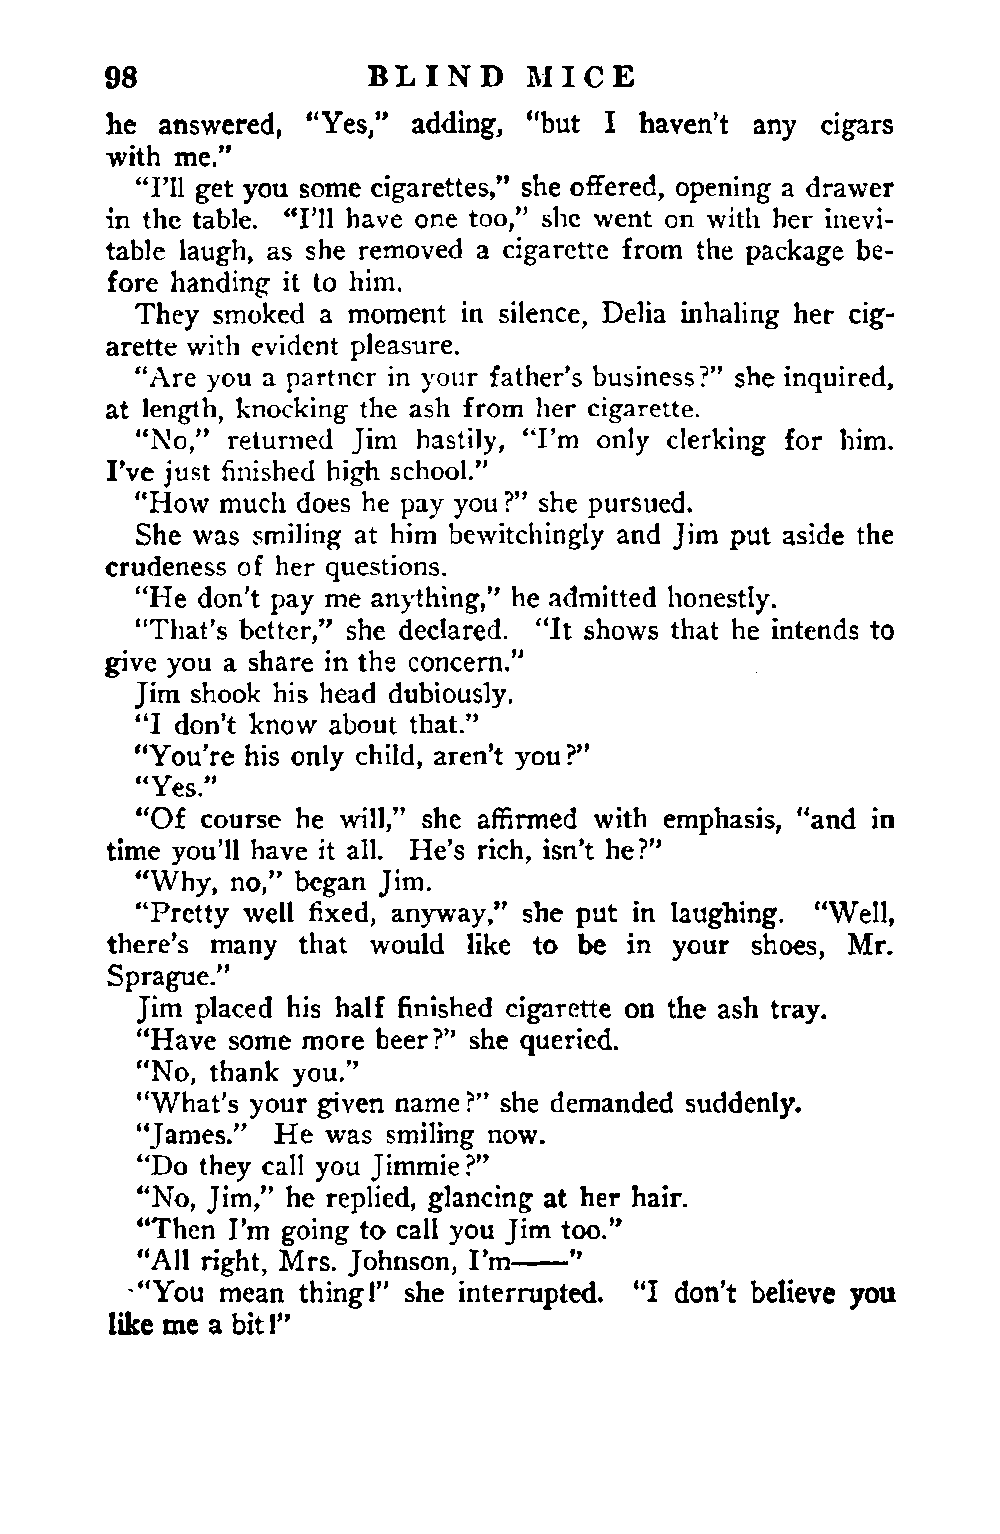 98 BLIND MICE
he answered, “Yes,” adding, “but I haven't any cigars
with me.”
“I'll get you some cigarettes,” she offered, opening a drawer
in the table. “I'll have one too,” she went on with her inevi-
table laugh, as she removed a cigarette from the package be-
fore handing it to him.
They smoked a moment in silence, Delia inhaling her cig-
arette with evident pleasure.
“Are you a partner in your father's business?” she inquired,
at length, knocking the ash from her cigarette.
“No,” returned Jim hastily, “I'm only clerking for him.
I've just finished high school.”
“How much does he pay you?” she pursued.
She was smiling at him bewitchingly and Jim put aside the
crudeness of her questions.
“He don't pay me anything,” he admitted honestly.
“That's better,” she declared. “It shows that he intends to
give you a share in the concern.”
Jim shook his head dubiously.
“I don't know about that.”
“You're his only child, aren't you?”
“Yes.”
“Of course he will,” she affirmed with emphasis, “and in
time you'll have it all. He's rich, isn't he?”
“Why, no,” began Jim.
“Pretty well fixed, anyway,” she put in laughing. “Well,
there's many that would like to be in your shoes, Mr.
Sprague.”
Jim placed his half finished cigarette on the ash tray.
“Have some more beer?” she queried.
“No, thank you.”
“What's your given name?” she demanded suddenly.
“James.” He was smiling now.
“Do they call you Jimmie?”
“No, Jim,” he replied, glancing at her hair.
“Then I'm going to call you Jim too.”
“All right, Mrs. Johnson, I'm——”
“You mean thing!” she interrupted. “I don't believe you
like me a bit!”